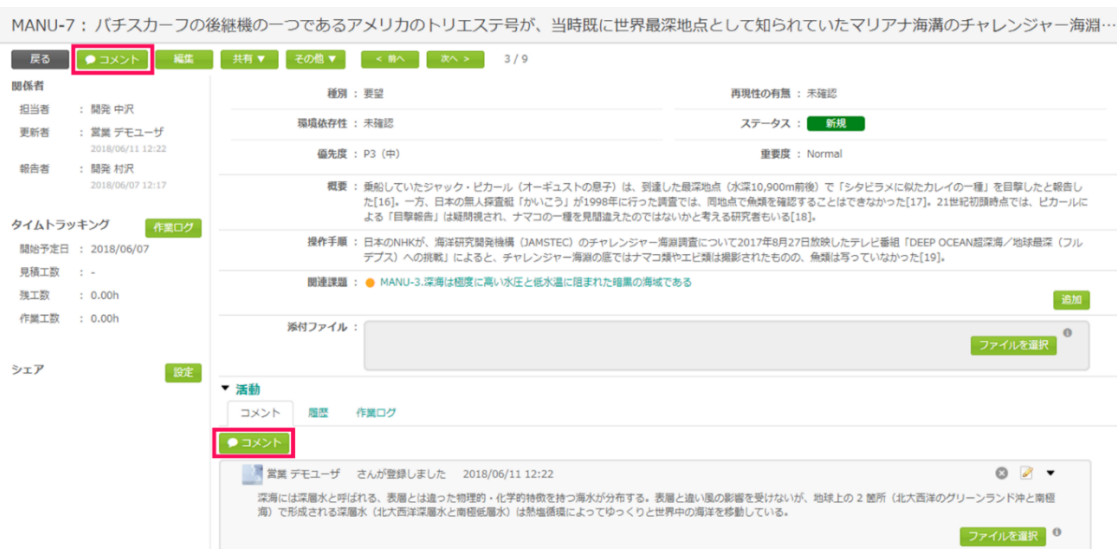 MANU-7： バチスカーフの後継機の一つであるアメリカのトリエステ号が、当時既に世界最深地点として知られていたマリアナ海溝のチャレンジャー海淵…
戻る コメント 編集 共有 ▼ その他 ▼ < 前へ 次へ > 3 / 9
関係者
担当者 ： 開発 中沢
更新者 ： 営業 デモユーザ
2018/06/11 12:22
報告者 ： 開発 村沢
2018/06/07 12:17
タイムトラッキング 作業ログ
開始予定日 ： 2018/06/07
見積工数 ： -
残工数 ： 0.00h
作業工数 ： 0.00h
シェア 設定
種別 ： 要望 再現性の有無 ： 未確認
環境依存性 ： 未確認 ステータス ： 新規
優先度 ： P3（中） 重要度 ： Normal
概要 ： 乗船していたジャック・ピカール（オーギュストの息子）は、到達した最深地点（水深10,900m前後）で「シタビラメに似たカレイの一種」を目撃したと報告し
た[16]。一方、日本の無人探査艇「かいこう」が1998年に行った調査では、同地点で魚類を確認することはできなかった[17]。21世紀初頭時点では、ピカールに
よる「目撃報告」は疑問視され、ナマコの一種を見間違えたのではないかと考える研究者もいる[18]。
操作手順 ： 日本のNHKが、海洋研究開発機構（JAMSTEC）のチャレンジャー海淵調査について2017年8月27日放映したテレビ番組「DEEP OCEAN超深海／地球最深（フル
デプス）への挑戦」によると、チャレンジャー海淵の底ではナマコ類やエビ類は撮影されたものの、魚類は写っていなかった[19]。
関連課題 ： MANU-3.深海は極度に高い水圧と低水温に阻まれた暗黒の海域である
追加
添付ファイル ：
ファイルを選択
▼ 活動
コメント 履歴 作業ログ
コメント
営業 デモユーザ さんが登録しました 2018/06/11 12:22
深海には深層水と呼ばれる、表層とは違った物理的・化学的特徴を持つ海水が分布する。表層と違い風の影響を受けないが、地球上の 2 箇所（北大西洋のグリーンランド沖と南極
海）で形成される深層水（北大西洋深層水と南極低層水）は熱塩循環によってゆっくりと世界中の海洋を移動している。
ファイルを選択